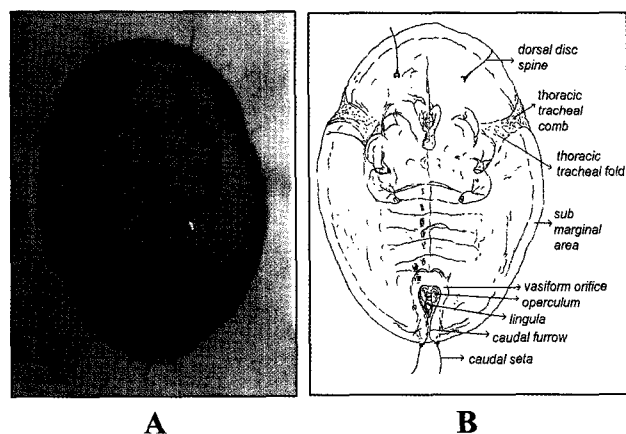 dorsal disc
spine
thoracic
tracheal
comb
thoracic
tracheal fold
sub
marginal
area
vasiform orifice
operculum
lingula
caudal furrow
caudal seta
A
B